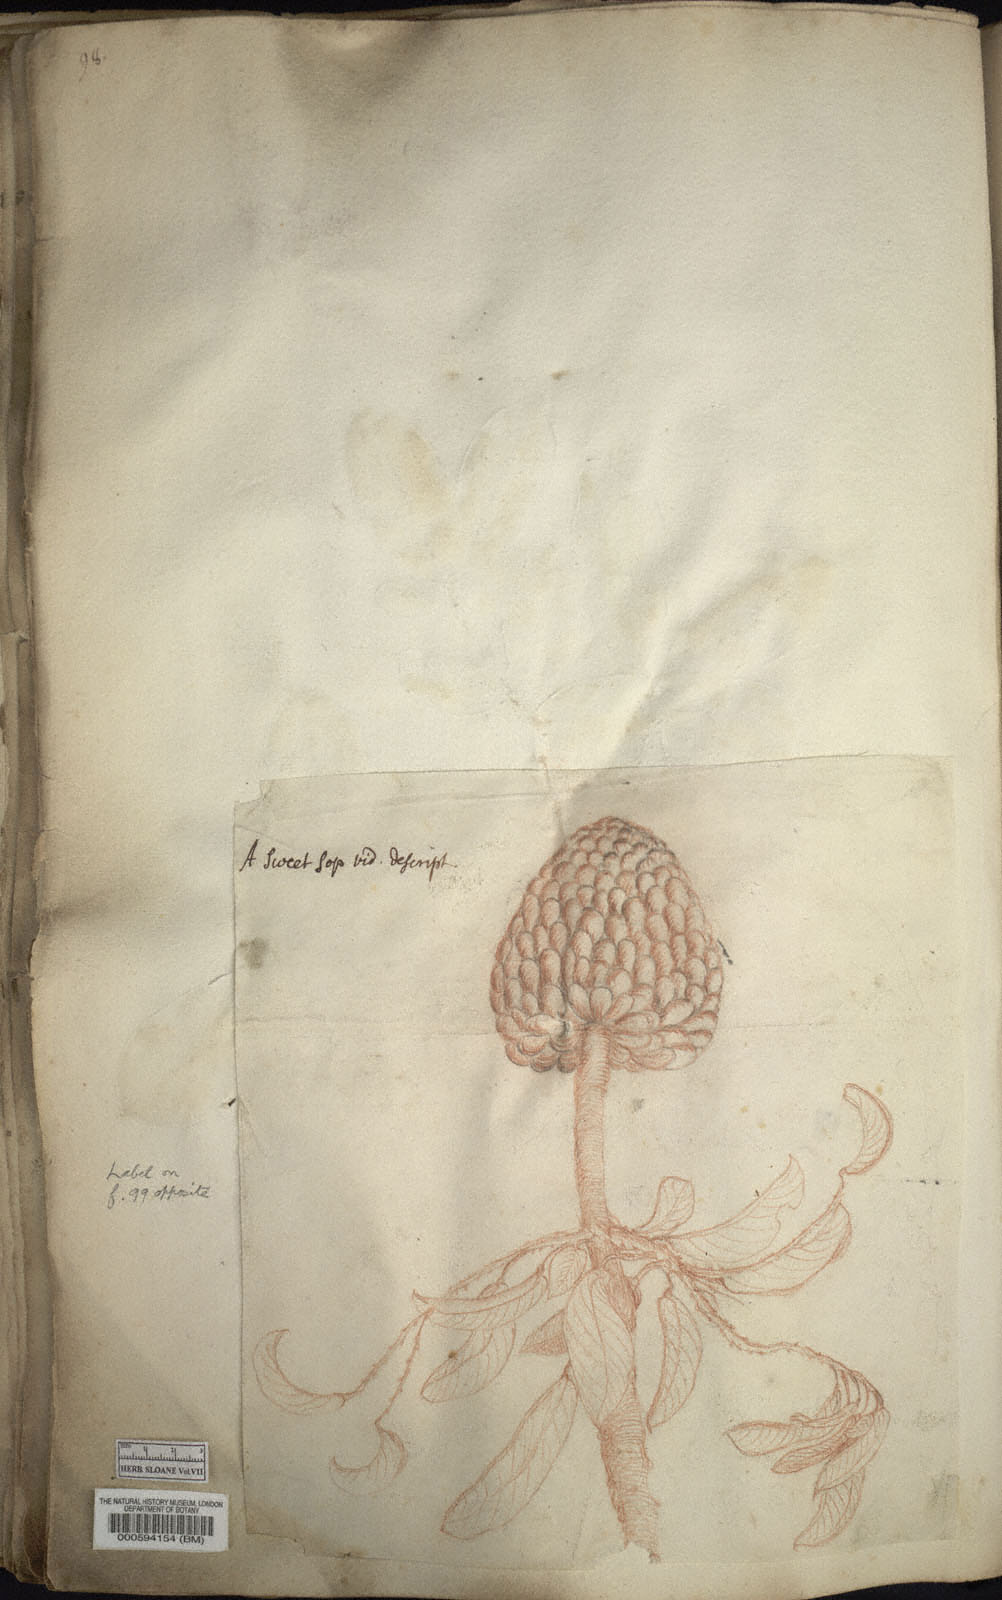 98.
A Sweet Sop vid. descript.
Label on
f. 99 opposite
HERB. SLOANE Vol.VII
THE NATURAL HISTORY MUSEUM, LONDON
DEPARTMENT OF BOTANY
000594154 (BM)